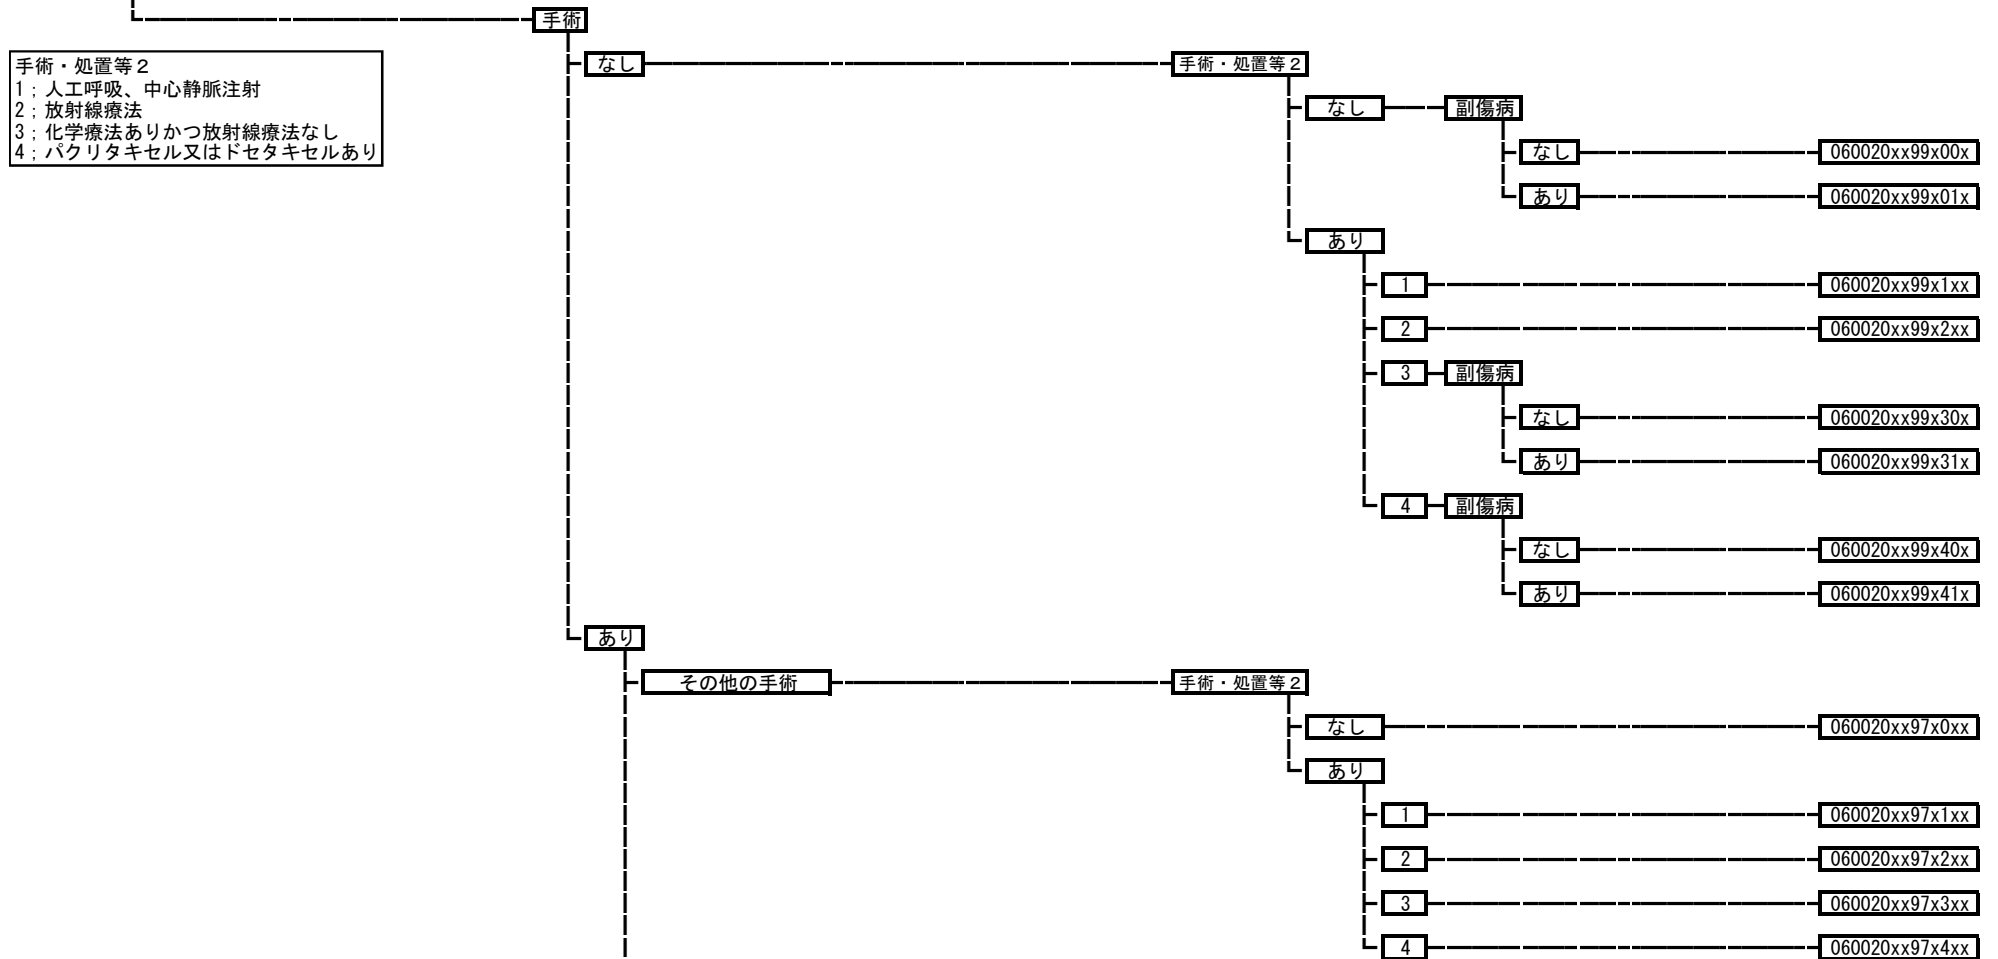 手術
手術・処置等２
1；人工呼吸、中心静脈注射
2；放射線療法
3；化学療法ありかつ放射線療法なし
4；パクリタキセル又はドセタキセルあり
なし
手術・処置等２
なし
副傷病
なし
060020xx99x00x
あり
060020xx99x01x
あり
1
060020xx99x1xx
2
060020xx99x2xx
3
副傷病
なし
060020xx99x30x
あり
060020xx99x31x
4
副傷病
なし
060020xx99x40x
あり
060020xx99x41x
あり
その他の手術
手術・処置等２
なし
060020xx97x0xx
あり
1
060020xx97x1xx
2
060020xx97x2xx
3
060020xx97x3xx
4
060020xx97x4xx